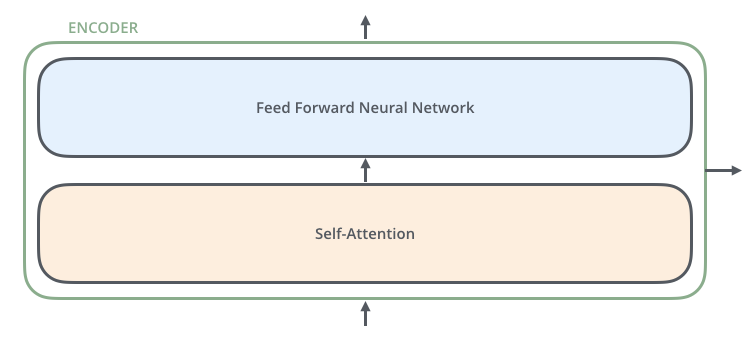 ENCODER
Feed Forward Neural Network
Self-Attention